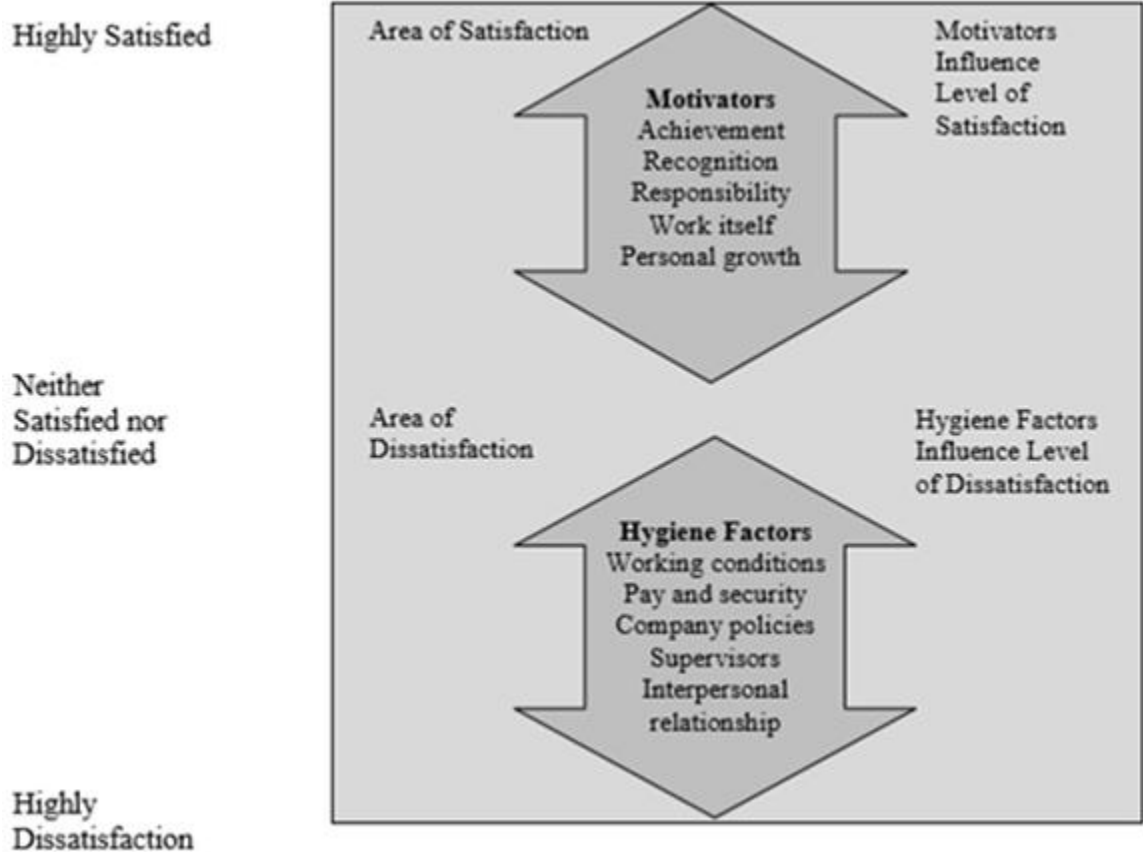 Highly Satisfied
Area of Satisfaction
Motivators
Influence
Level of
Satisfaction
Motivators
Achievement
Recognition
Responsibility
Work itself
Personal growth
Neither
Satisfied nor
Dissatisfied
Area of
Dissatisfaction
Hygiene Factors
Influence Level
of Dissatisfaction
Hygiene Factors
Working conditions
Pay and security
Company policies
Supervisors
Interpersonal
relationship
Highly
Dissatisfaction